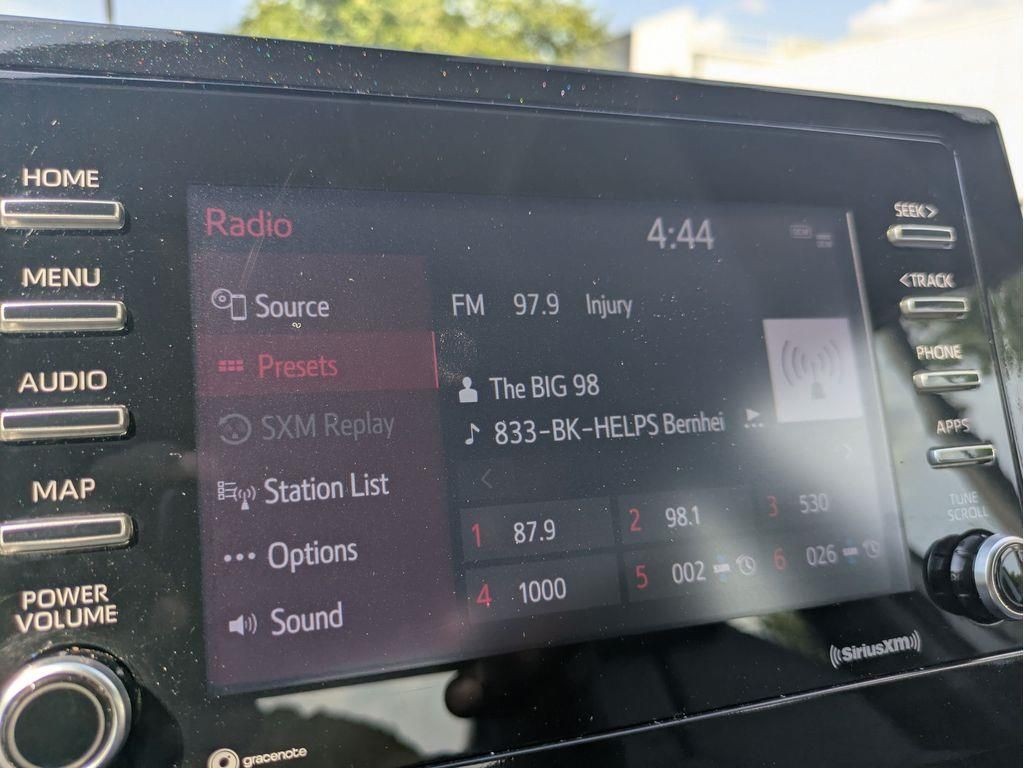 HOME
MENU
AUDIO
MAP
POWER
VOLUME
Radio
4:44
Source
Presets
SXM Replay
Station List
Options
Sound
FM 97.9 Injury
The BIG 98
833-BK-HELPS Bernhei
1 87.9
2 98.1
3 530
4 1000
5 002 SXM
6 026 SXM
SEEK>
<TRACK
PHONE
APPS
TUNE
SCROLL
((SiriusXM))
gracenote